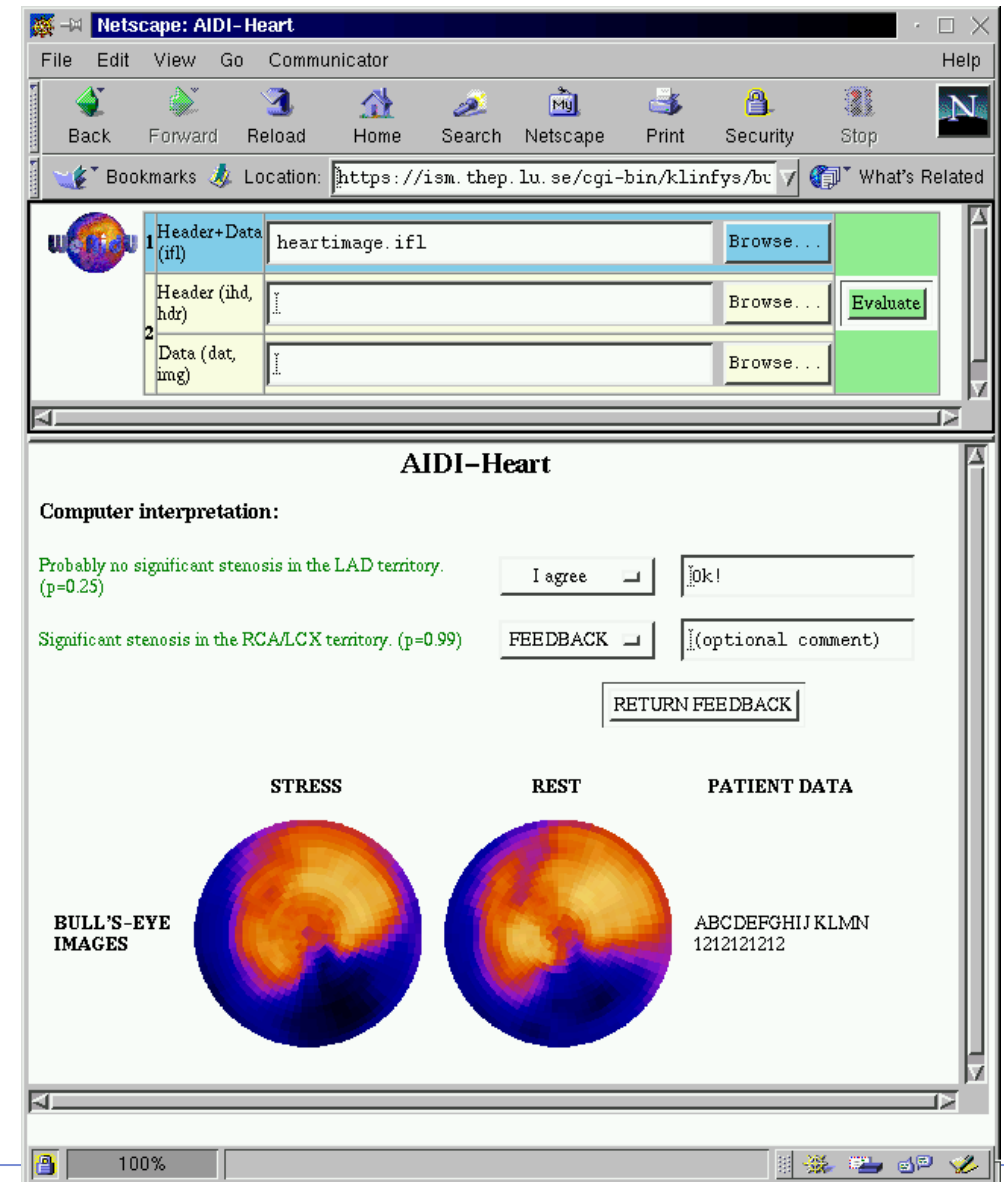 Netscape: AIDI-Heart
File Edit View Go Communicator Help
Back Forward Reload Home Search Netscape Print Security Stop
My
N
Bookmarks Location: https://ism.thep.lu.se/cgi-bin/klinfys/bu What's Related
WeAidU
1 Header+Data (ifl) heartimage.ifl Browse...
2
Header (ihd, hdr) Browse... Evaluate
Data (dat, img) Browse...
AIDI-Heart
Computer interpretation:
Probably no significant stenosis in the LAD territory.
(p=0.25)
I agree Ok!
Significant stenosis in the RCA/LCX territory. (p=0.99) FEEDBACK (optional comment)
RETURN FEEDBACK
STRESS REST PATIENT DATA
BULL'S-EYE
IMAGES
ABCDEFGHIJKLMN
1212121212
100%